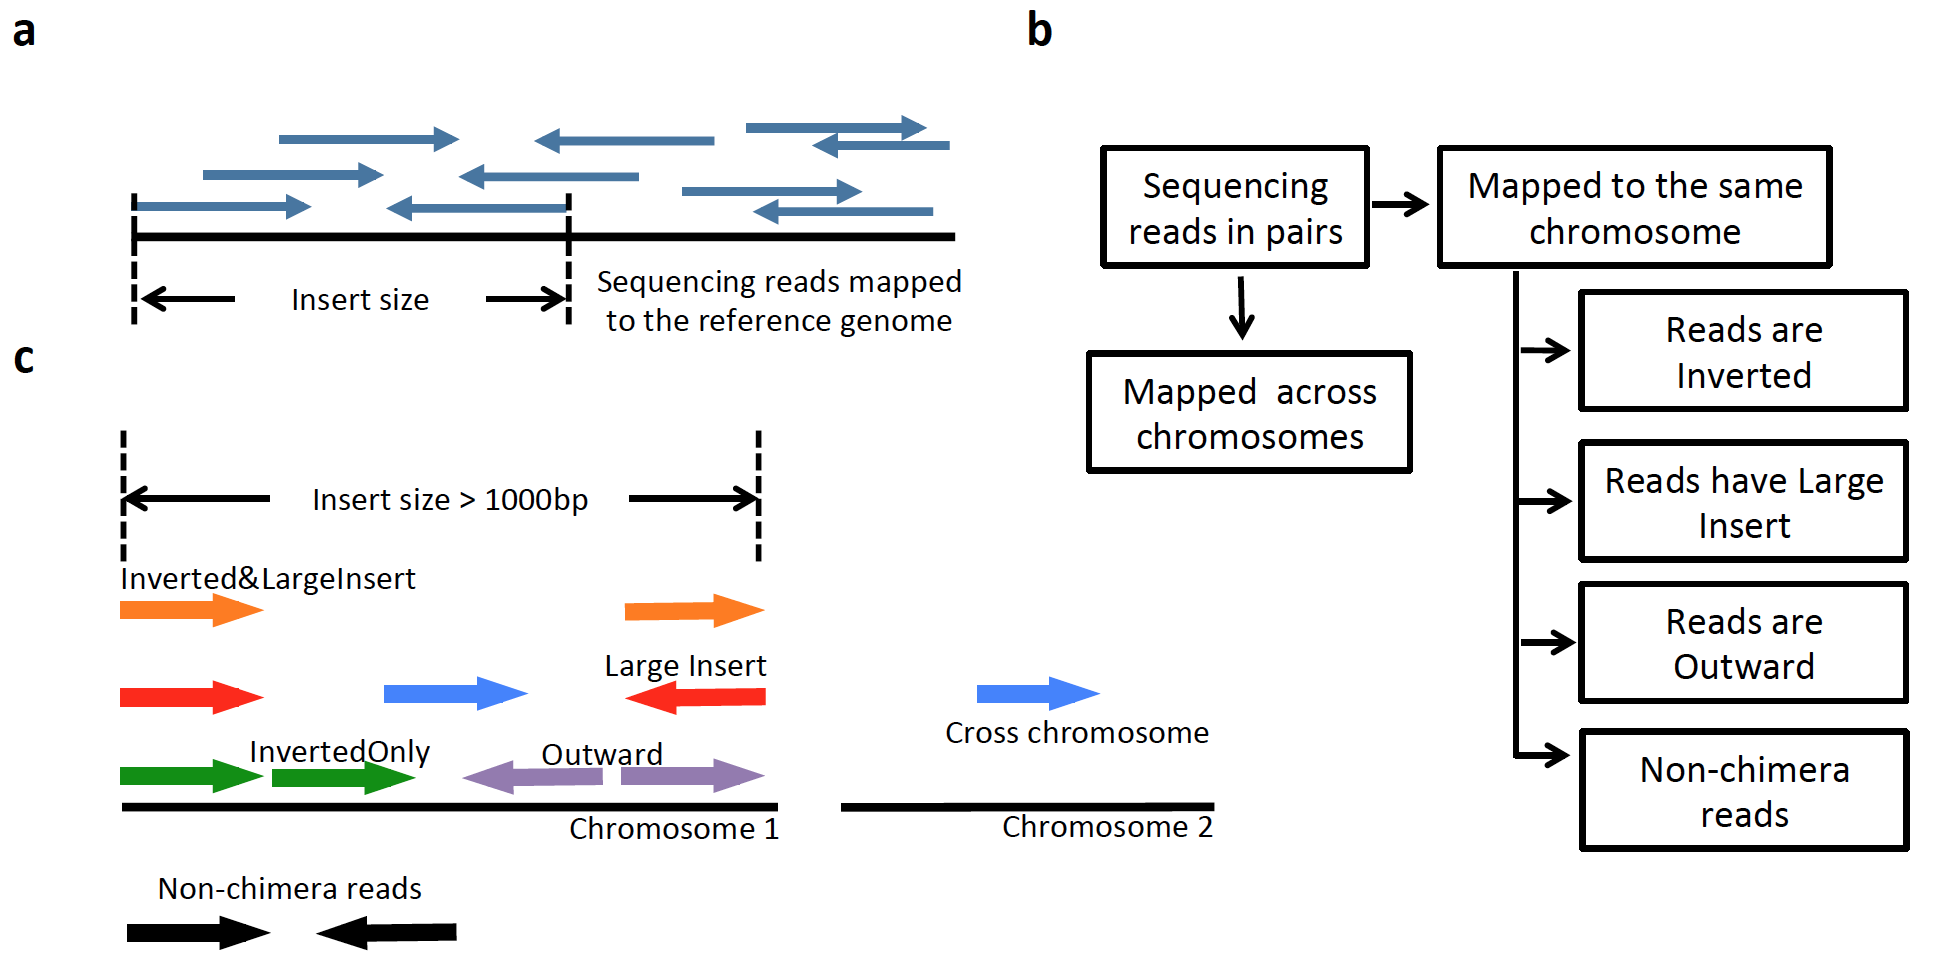 a
Insert size
Sequencing reads mapped
to the reference genome
b
Sequencing
reads in pairs
Mapped to the same
chromosome
Mapped across
chromosomes
Reads are
Inverted
Reads have Large
Insert
Reads are
Outward
Non-chimera
reads
c
Insert size > 1000bp
Inverted&LargeInsert
Large Insert
Cross chromosome
InvertedOnly
Outward
Chromosome 1
Chromosome 2
Non-chimera reads